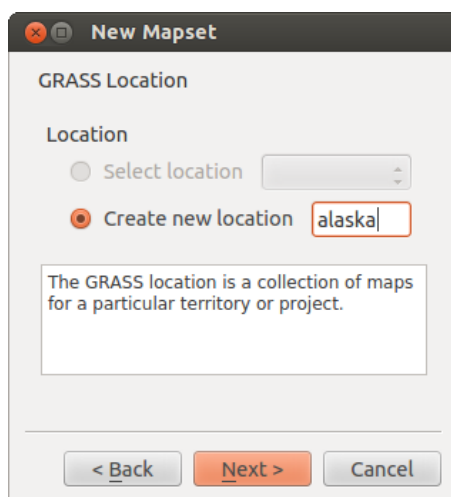 New Mapset
GRASS Location
Location
Select location
Create new location alaska
The GRASS location is a collection of maps
for a particular territory or project.
< Back Next > Cancel